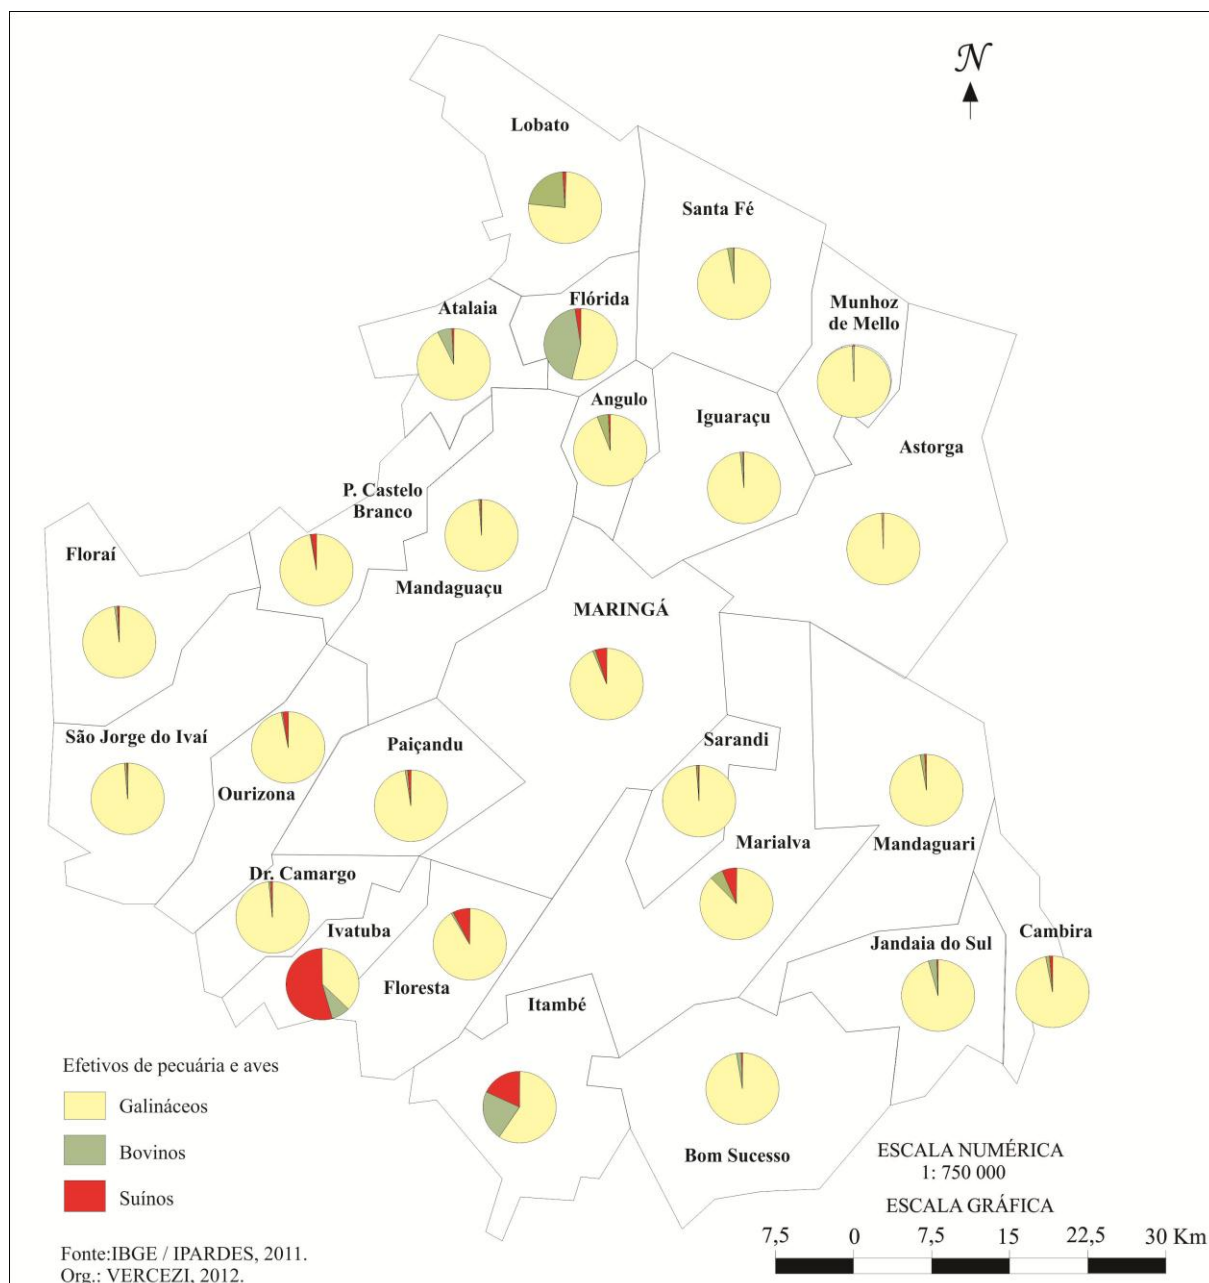 N
Lobato
Santa Fé
Munhoz
de Mello
Flórida
Atalaia
Angulo
Iguaraçu
Astorga
P. Castelo
Branco
Floraí
Mandaguaçu
MARINGÁ
São Jorge do Ivaí
Ourizona
Paiçandu
Sarandi
Marialva
Mandaguari
Dr. Camargo
Ivatuba
Floresta
Itambé
Jandaia do Sul
Cambira
Bom Sucesso
Efetivos de pecuária e aves
Galináceos
Bovinos
Suínos
Fonte:IBGE / IPARDES, 2011.
Org.: VERCEZI, 2012.
ESCALA NUMÉRICA
1: 750 000
ESCALA GRÁFICA
7,5 0 7,5 15 22,5 30 Km